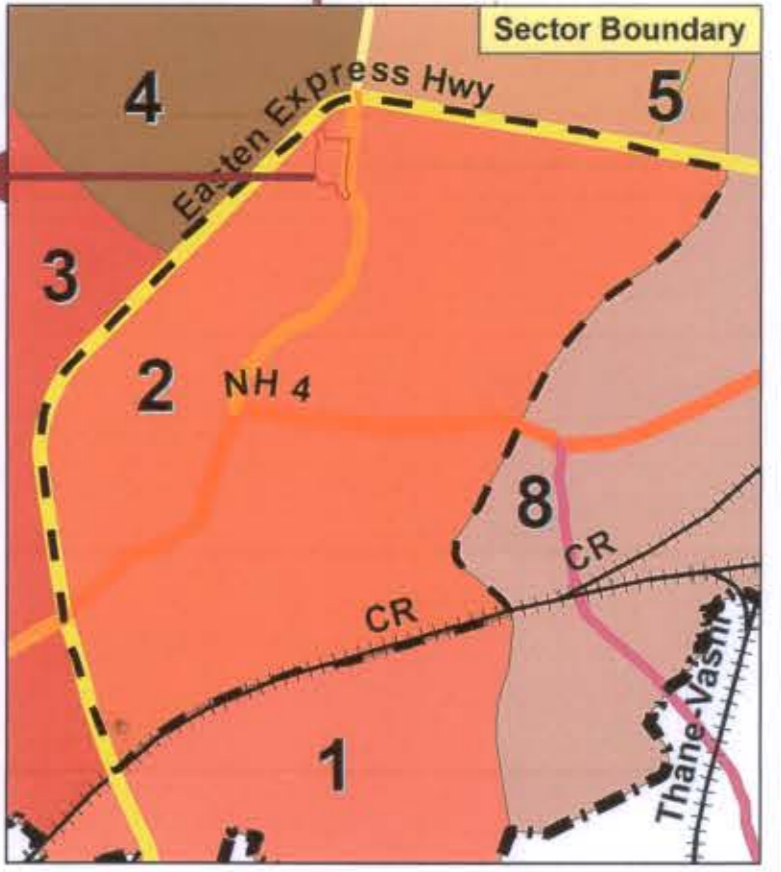 Sector Boundary
4
Easten Express Hwy
5
3
2
NH 4
8
CR
CR
1
Thane-Vashi